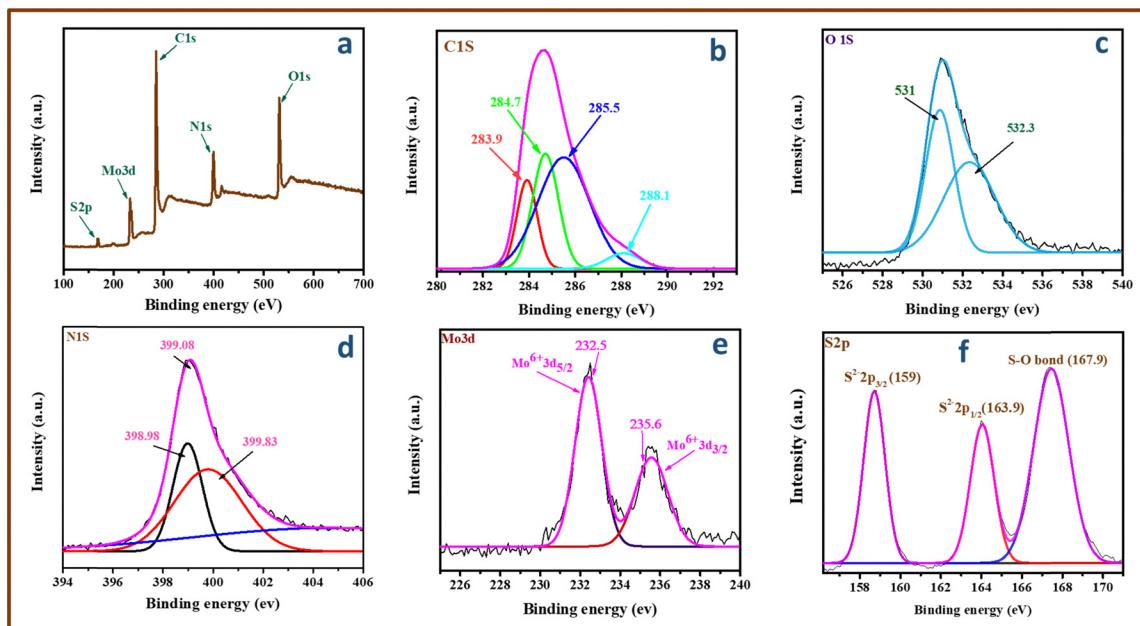 a
C1s
O1s
N1s
Mo3d
S2p
Intensity (a.u.)
100 200 300 400 500 600 700
Binding energy (eV)
b
C1S
284.7
285.5
283.9
288.1
Intensity (a.u.)
280 282 284 286 288 290 292
Binding energy (eV)
c
O 1S
531
532.3
Intensity (a.u.)
526 528 530 532 534 536 538 540
Binding energy (eV)
d
N1S
399.08
398.98
399.83
Intensity (a.u.)
394 396 398 400 402 404 406
Binding energy (ev)
e
Mo3d
232.5
Mo⁶⁺3d₅/₂
235.6
Mo⁶⁺3d₃/₂
Intensity (a.u.)
226 228 230 232 234 236 238 240
Binding energy (ev)
f
S2p
S-O bond (167.9)
S²⁻2p₃/₂ (159)
S²⁻2p₁/₂(163.9)
Intensity (a.u.)
158 160 162 164 166 168 170
Binding energy (eV)